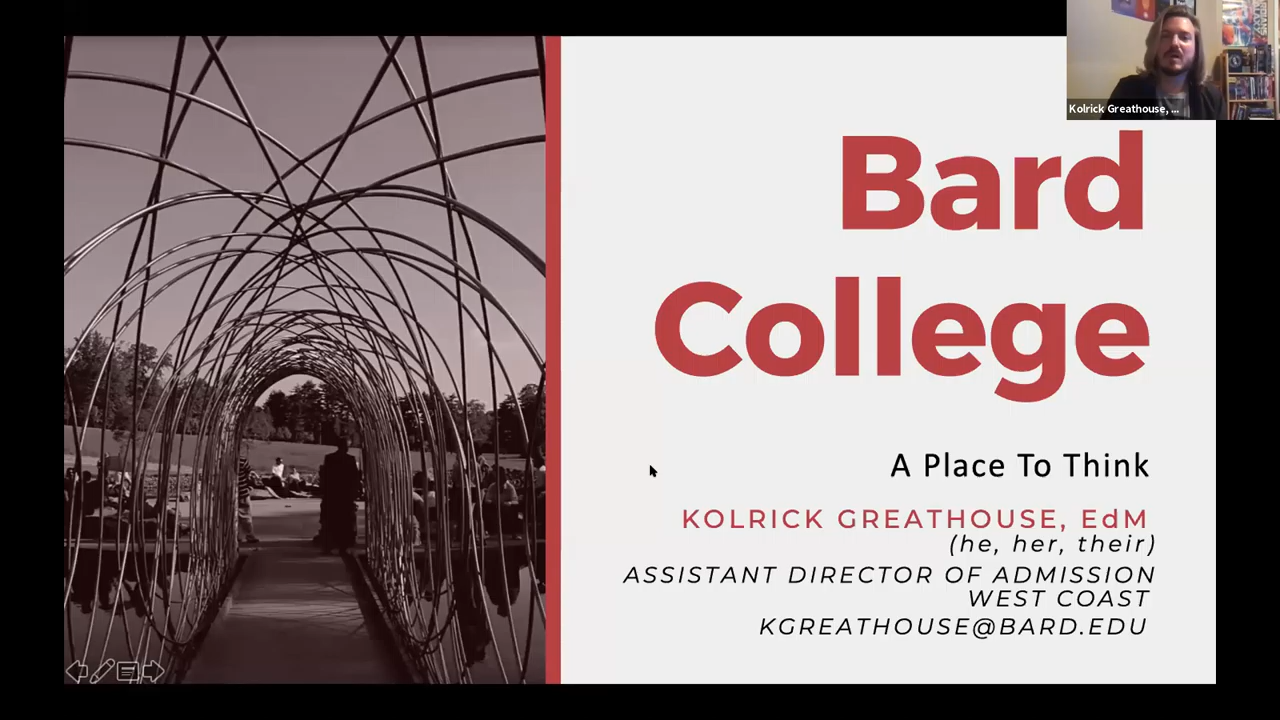 Kolrick Greathouse, ...
Bard
College
A Place To Think
KOLRICK GREATHOUSE, EdM
(he, her, their)
ASSISTANT DIRECTOR OF ADMISSION
WEST COAST
KGREATHOUSE@BARD.EDU